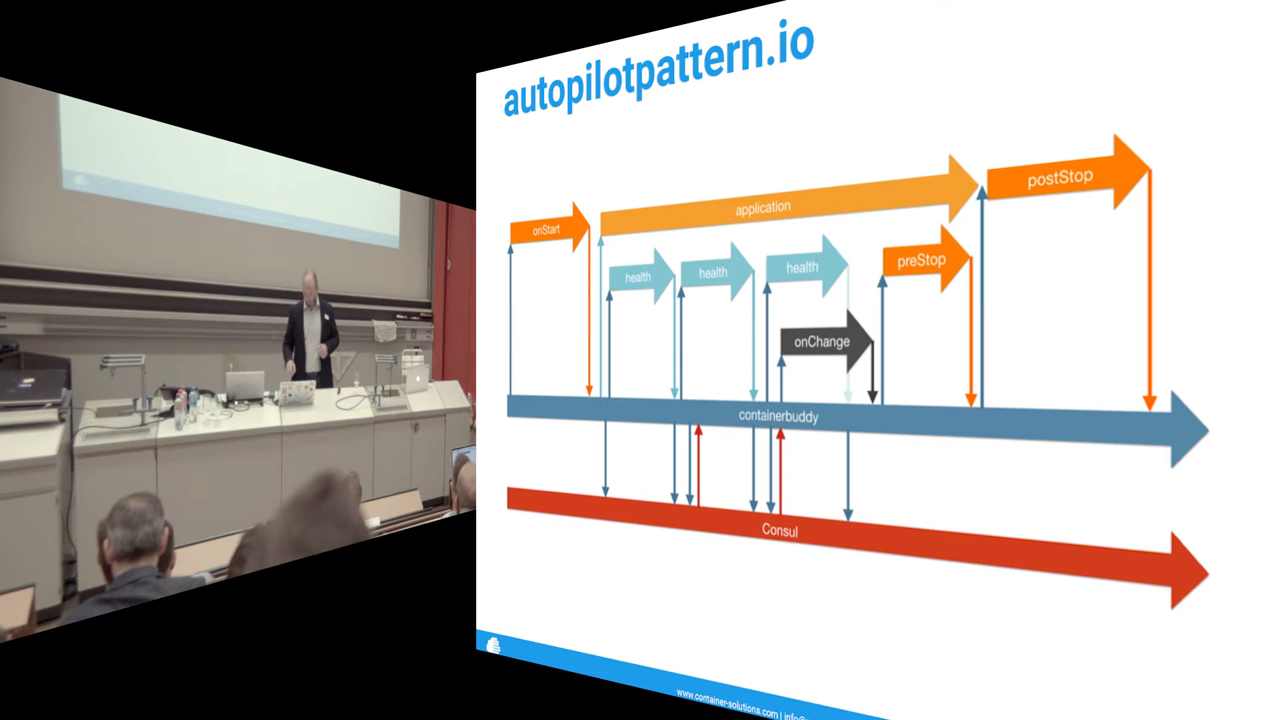 autopilotpattern.io
postStop
application
onStart
preStop
health
health
health
onChange
containerbuddy
Consul
www.container-solutions.com | info@